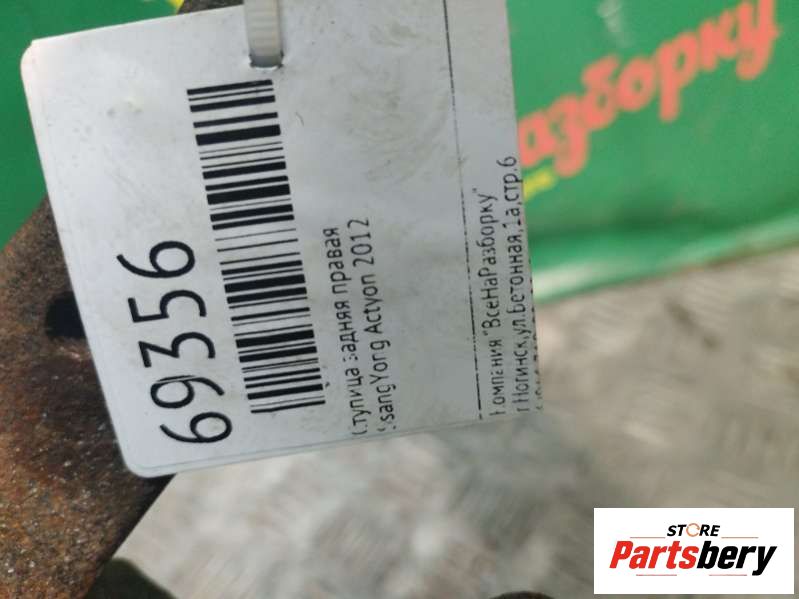 69356
Ступица задняя правая
SsangYong Actyon 2012
Компания "ВсеНаРазборку"
г.Ногинск,ул.Бетонная,1а,стр.6
Разборку
STORE
Partsbery